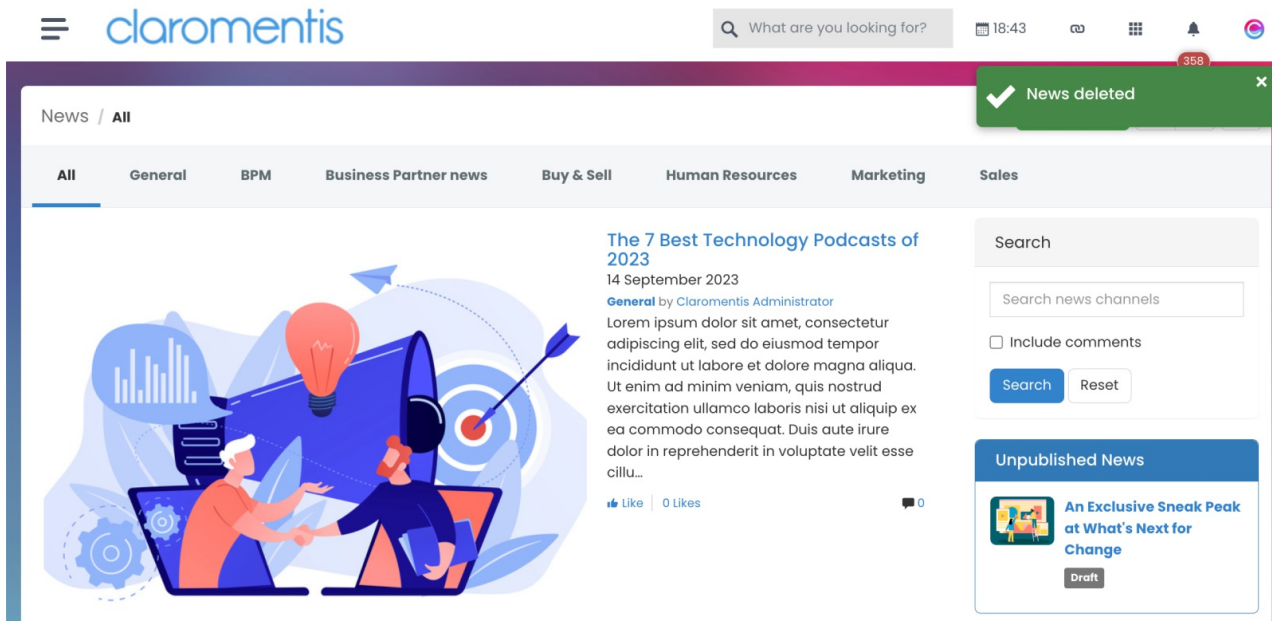 claromentis
What are you looking for?
18:43
358
News deleted
×
News / All
All
General
BPM
Business Partner news
Buy & Sell
Human Resources
Marketing
Sales
The 7 Best Technology Podcasts of
2023
14 September 2023
General by Claromentis Administrator
Lorem ipsum dolor sit amet, consectetur
adipiscing elit, sed do eiusmod tempor
incididunt ut labore et dolore magna aliqua.
Ut enim ad minim veniam, quis nostrud
exercitation ullamco laboris nisi ut aliquip ex
ea commodo consequat. Duis aute irure
dolor in reprehenderit in voluptate velit esse
cillu...
Like
0 Likes
0
Search
Search news channels
Include comments
Search
Reset
Unpublished News
An Exclusive Sneak Peak
at What's Next for
Change
Draft